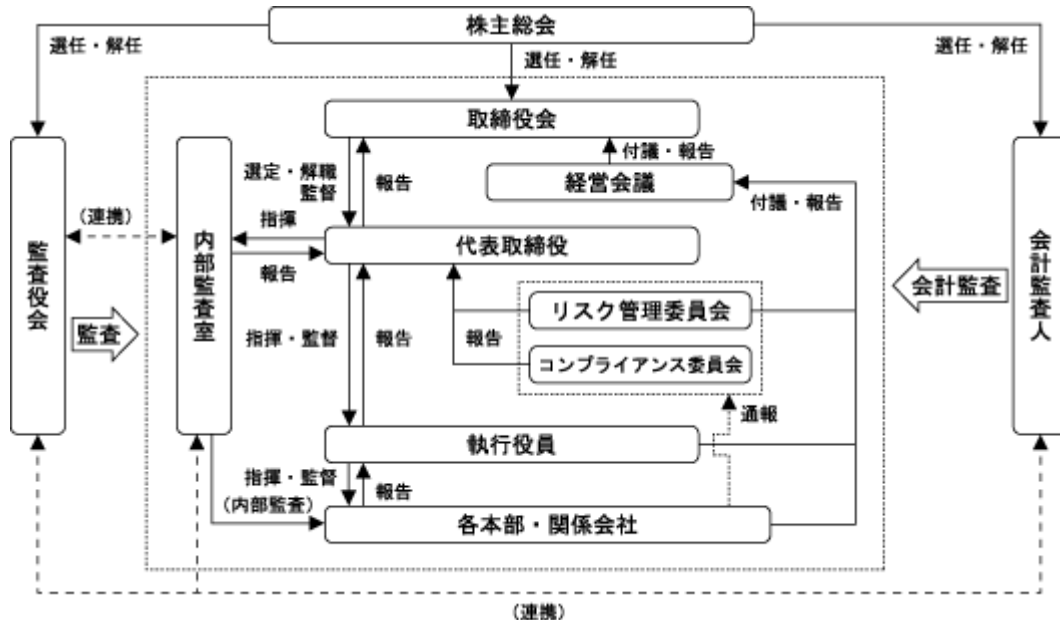 株主総会
選任・解任
選任・解任
選任・解任
取締役会
付議・報告
経営会議
選定・解職
監督
報告
付議・報告
(連携)
指揮
代表取締役
報告
監査役会
内部監査室
会計監査人
監査
会計監査
リスク管理委員会
指揮・監督
報告
報告
コンプライアンス委員会
通報
執行役員
指揮・監督
報告
(内部監査)
各本部・関係会社
(連携)